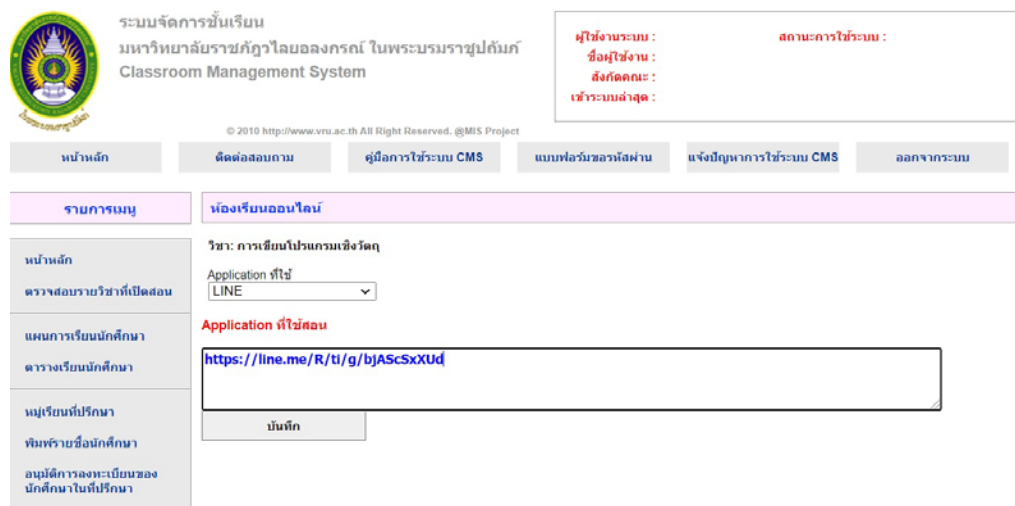 ระบบจัดการชั้นเรียน
มหาวิทยาลัยราชภัฏวไลยอลงกรณ์ ในพระบรมราชูปถัมภ์
Classroom Management System
© 2010 http://www.vru.ac.th All Right Reserved. @MIS Project
ผู้ใช้งานระบบ : สถานะการใช้ระบบ :
ชื่อผู้ใช้งาน :
สังกัดคณะ :
เข้าระบบล่าสุด :
หน้าหลัก ติดต่อสอบถาม คู่มือการใช้ระบบ CMS แบบฟอร์มขอรหัสผ่าน แจ้งปัญหาการใช้ระบบ CMS ออกจากระบบ
รายการเมนู
หน้าหลัก
ตรวจสอบรายวิชาที่เปิดสอน
แผนการเรียนนักศึกษา
ตารางเรียนนักศึกษา
หมู่เรียนที่ปรึกษา
พิมพ์รายชื่อนักศึกษา
อนุมัติการลงทะเบียนของ
นักศึกษาในที่ปรึกษา
ห้องเรียนออนไลน์
วิชา: การเขียนโปรแกรมเชิงวัตถุ
Application ที่ใช้
LINE
Application ที่ใช้สอน
https://line.me/R/ti/g/bjAScSxXUd
บันทึก